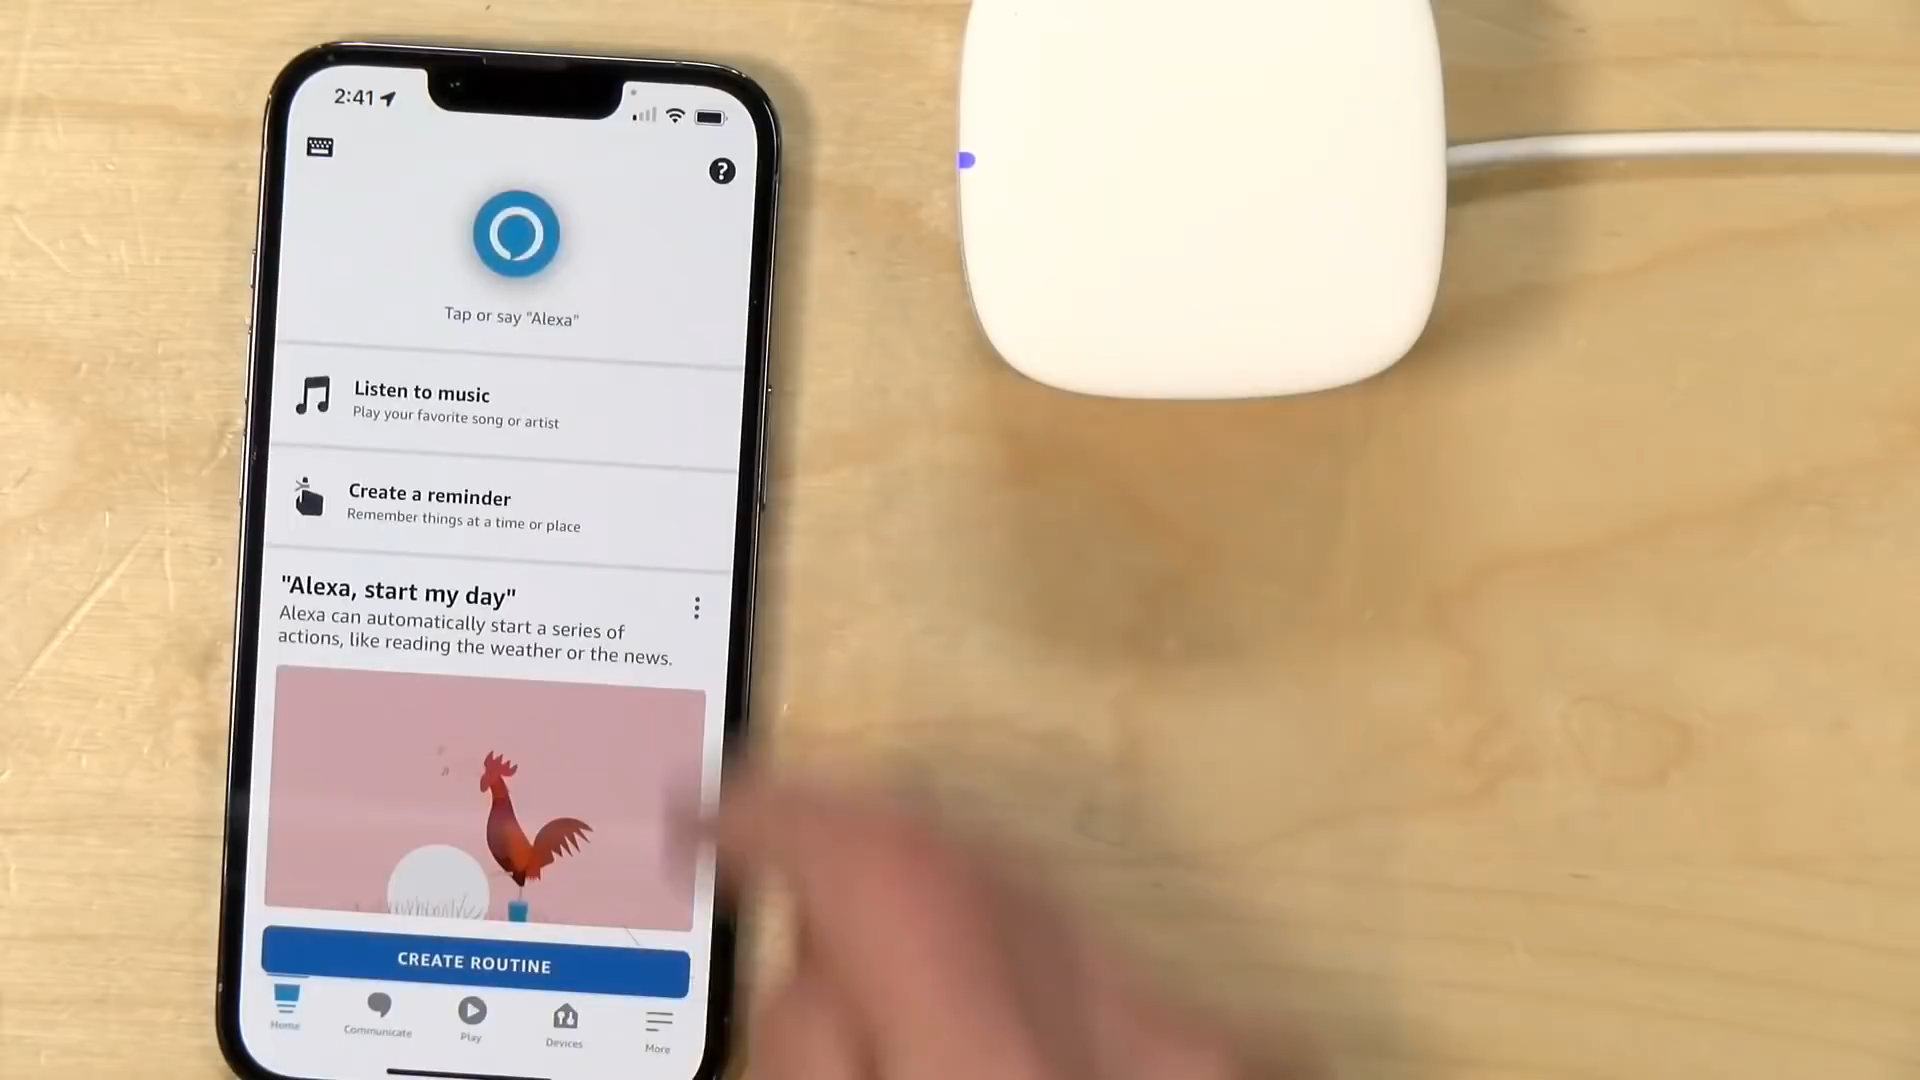 2:41
?
Tap or say "Alexa"
Listen to music
Play your favorite song or artist
Create a reminder
Remember things at a time or place
"Alexa, start my day"
Alexa can automatically start a series of
actions, like reading the weather or the news.
CREATE ROUTINE
Home
Communicate
Play
Devices
More